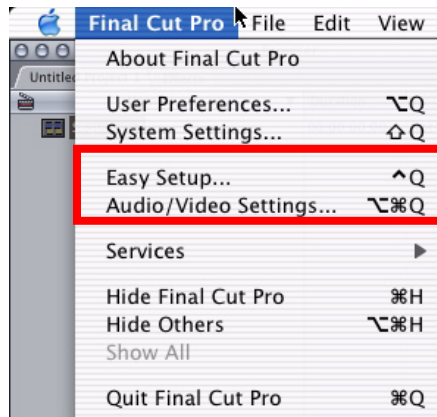 Final Cut Pro File Edit View
About Final Cut Pro
Untitled
User Preferences... ⌥Q
System Settings... ⇧Q
Easy Setup... ^Q
Audio/Video Settings... ⌥⌘Q
Services ▶
Hide Final Cut Pro ⌘H
Hide Others ⌥⌘H
Show All
Quit Final Cut Pro ⌘Q